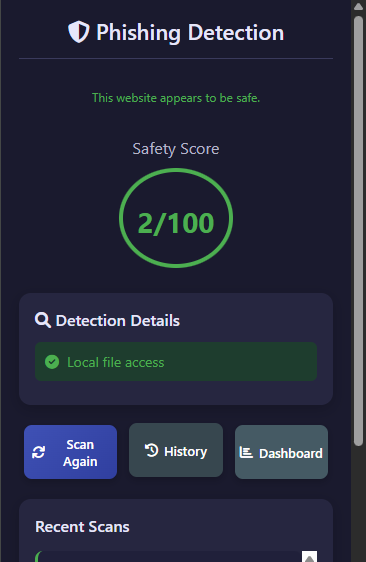 Phishing Detection
This website appears to be safe.
Safety Score
2/100
Detection Details
Local file access
Scan
Again
History
Dashboard
Recent Scans